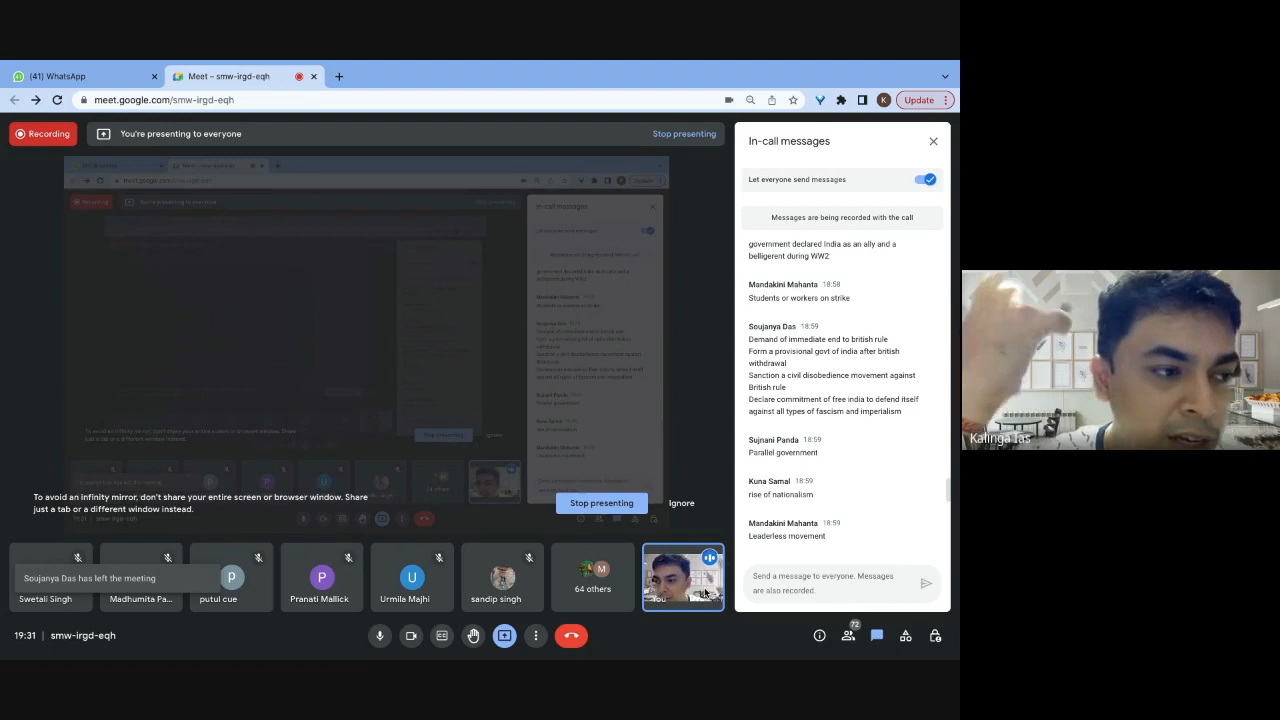 (41) WhatsApp
Meet – smw-irgd-eqh
meet.google.com/smw-irgd-eqh
K
Update
Recording
You're presenting to everyone
Stop presenting
In-call messages
Let everyone send messages
Messages are being recorded with the call
government declared India as an ally and a
belligerent during WW2
Mandakini Mahanta 18:58
Students or workers on strike
Soujanya Das 18:59
Demand of immediate end to british rule
Form a provisional govt of india after british
withdrawal
Sanction a civil disobedience movement against
British rule
Declare commitment of free india to defend itself
against all types of fascism and imperialism
Sujnani Panda 18:59
Parallel government
Kuna Samal 18:59
rise of nationalism
Mandakini Mahanta 18:59
Leaderless movement
Send a message to everyone. Messages
are also recorded.
To avoid an infinity mirror, don't share your entire screen or browser window. Share
just a tab or a different window instead.
Stop presenting
Ignore
Soujanya Das has left the meeting
Swetali Singh
Madhumita Pa...
p
putul cue
P
Pranati Mallick
U
Urmila Majhi
sandip singh
M
64 others
You
19:31 | smw-irgd-eqh
72
Kalinga Ias